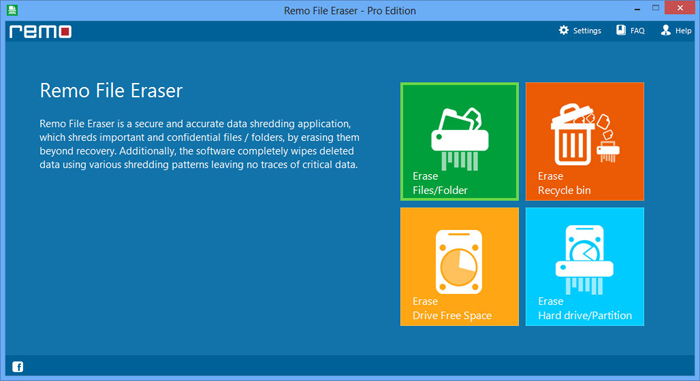 Remo File Eraser - Pro Edition
remo
Settings
FAQ
Help
Remo File Eraser
Remo File Eraser is a secure and accurate data shredding application,
which shreds important and confidential files / folders, by erasing them
beyond recovery. Additionally, the software completely wipes deleted
data using various shredding patterns leaving no traces of critical data.
Erase
Files/Folder
Erase
Recycle bin
Erase
Drive Free Space
Erase
Hard drive/Partition
f